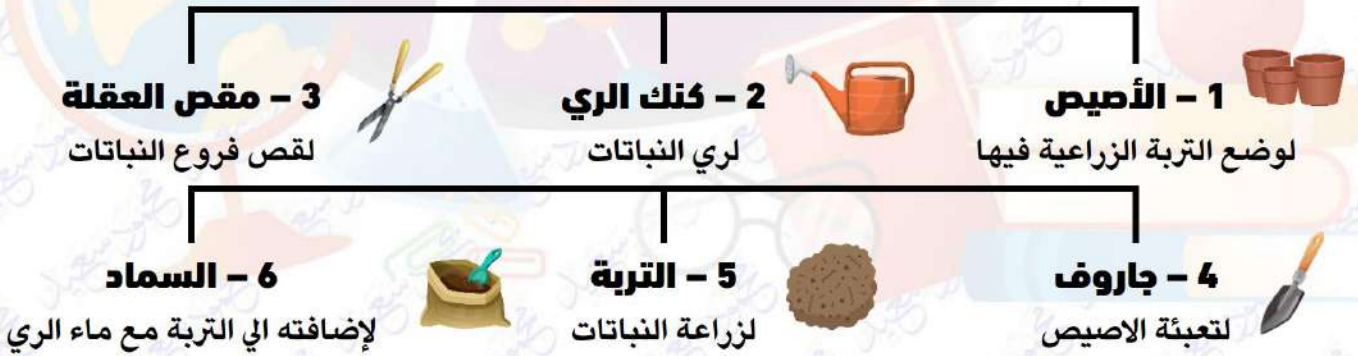 1 – الأصيص
لوضع التربة الزراعية فيها
2 – كنك الري
لري النباتات
3 – مقص العقلة
لقص فروع النباتات
4 – جاروف
لتعبئة الاصيص
5 – التربة
لزراعة النباتات
6 – السماد
لإضافته الي التربة مع ماء الري